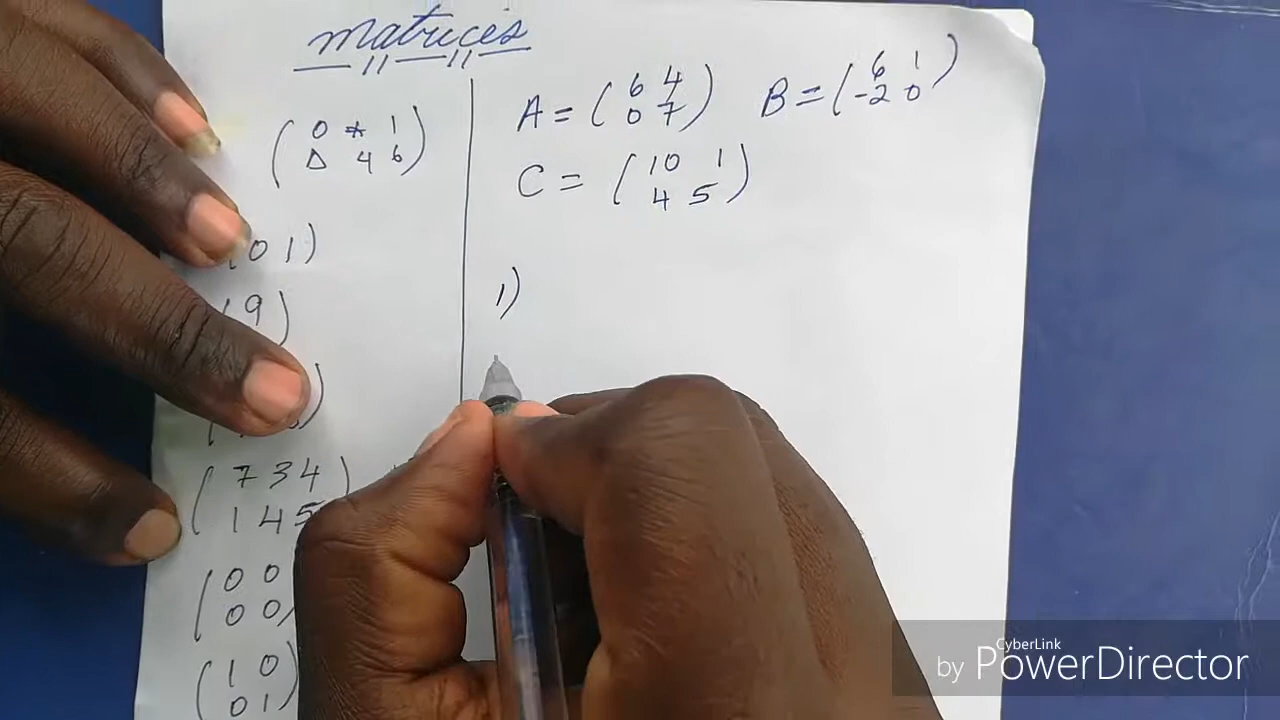 matrices
( 0 * 1
Δ 4 6 )
0 1 )
( 9 )
)
( 7 3 4
1 4 5 )
( 0 0
0 0
( 1 0
0 1 )
A = ( 6 4
0 7 )
B = ( 6 1
-2 0 )
C = ( 10 1
4 5 )
1)
CyberLink
by PowerDirector